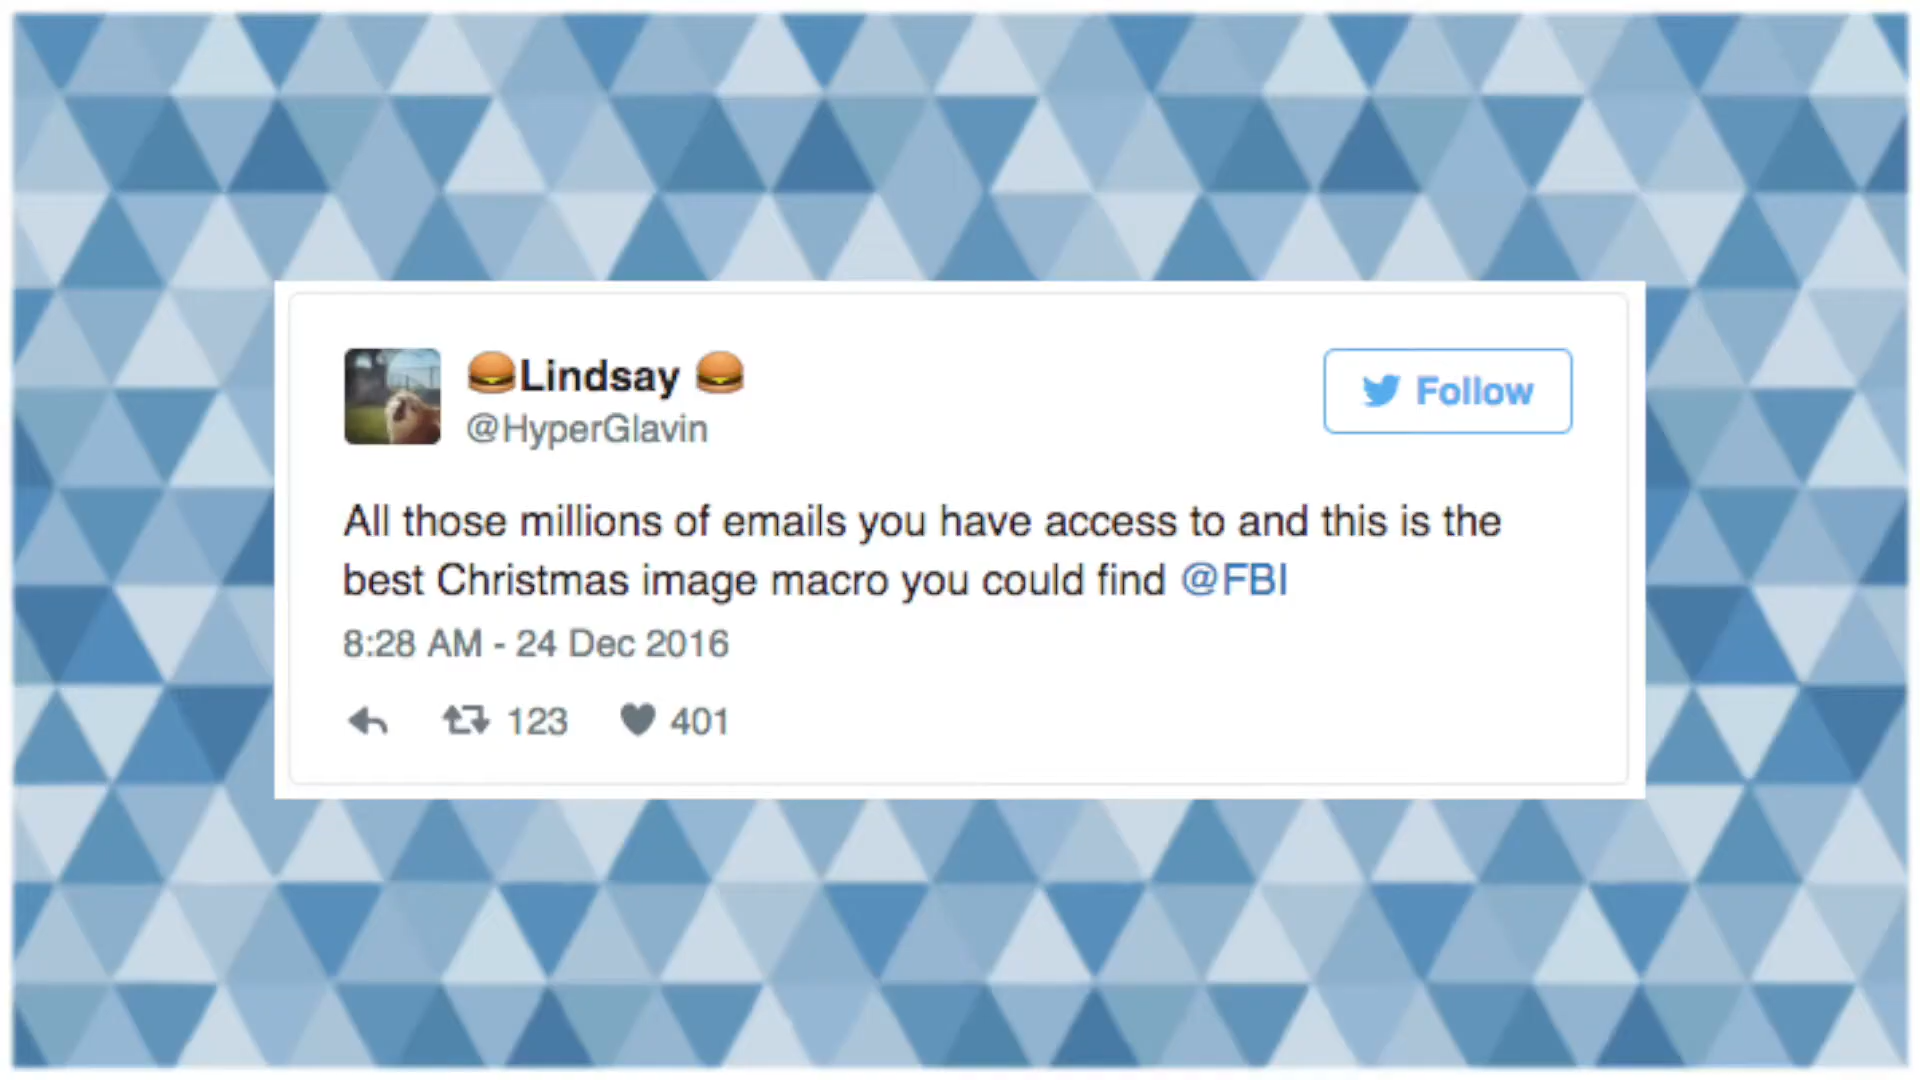 🍔Lindsay 🍔
@HyperGlavin
Follow
All those millions of emails you have access to and this is the
best Christmas image macro you could find @FBI
8:28 AM - 24 Dec 2016
123 401